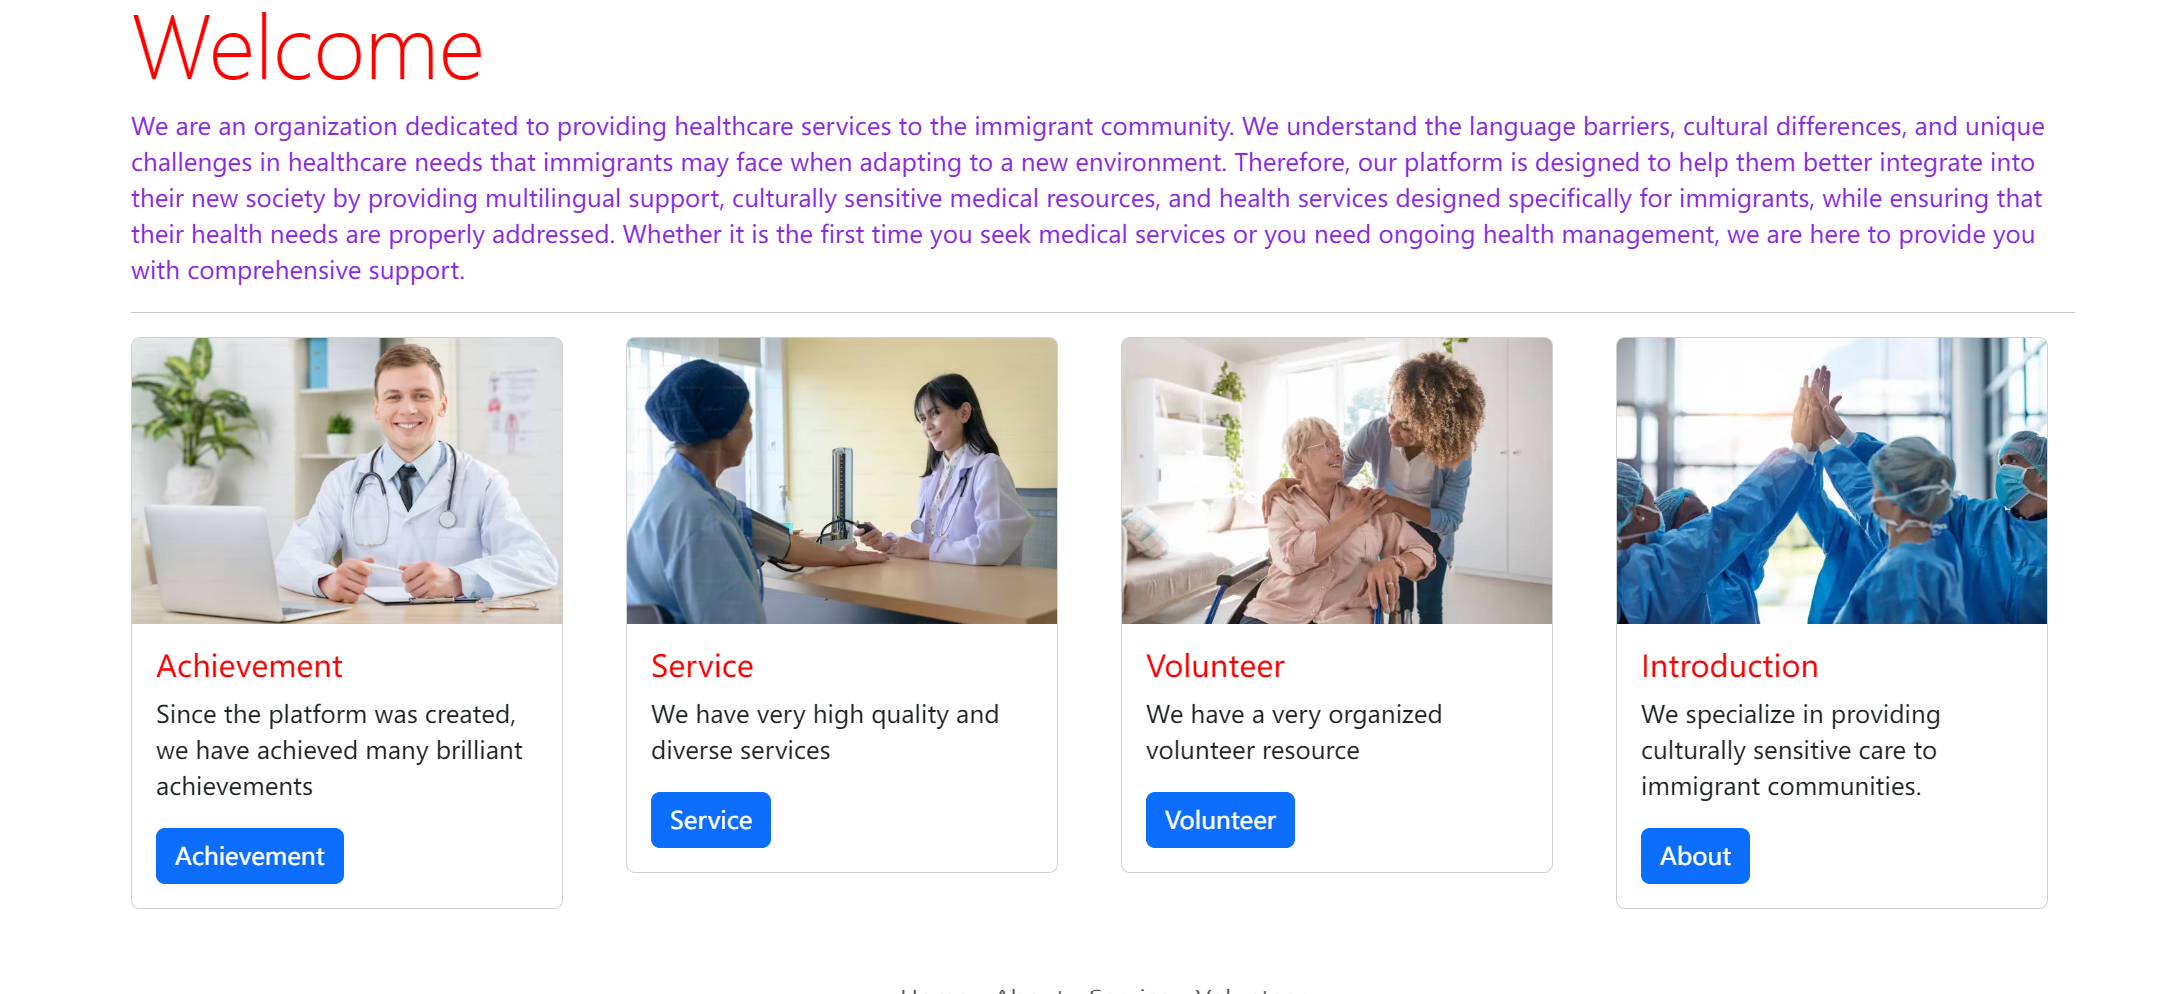 Welcome
We are an organization dedicated to providing healthcare services to the immigrant community. We understand the language barriers, cultural differences, and unique
challenges in healthcare needs that immigrants may face when adapting to a new environment. Therefore, our platform is designed to help them better integrate into
their new society by providing multilingual support, culturally sensitive medical resources, and health services designed specifically for immigrants, while ensuring that
their health needs are properly addressed. Whether it is the first time you seek medical services or you need ongoing health management, we are here to provide you
with comprehensive support.
Achievement
Since the platform was created,
we have achieved many brilliant
achievements
Achievement
Service
We have very high quality and
diverse services
Service
Volunteer
We have a very organized
volunteer resource
Volunteer
Introduction
We specialize in providing
culturally sensitive care to
immigrant communities.
About